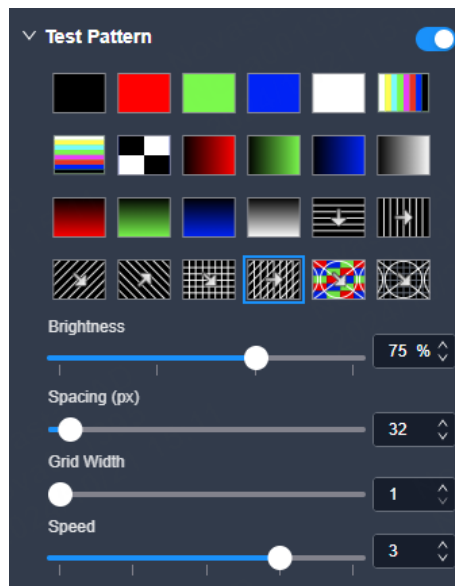 Test Pattern
Brightness
75 %
Spacing (px)
32
Grid Width
1
Speed
3